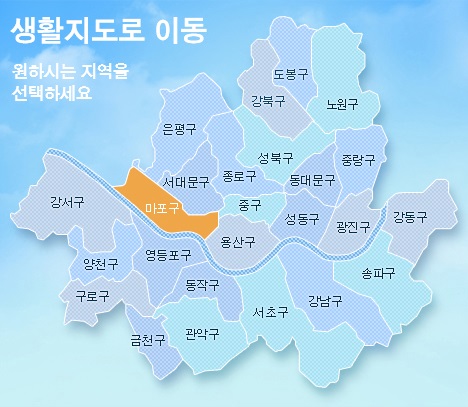 생활지도로 이동
원하시는 지역을
선택하세요
도봉구
강북구
노원구
은평구
성북구
중랑구
서대문구
종로구
동대문구
강서구
마포구
중구
성동구
광진구
강동구
용산구
양천구
영등포구
송파구
동작구
구로구
강남구
서초구
금천구
관악구